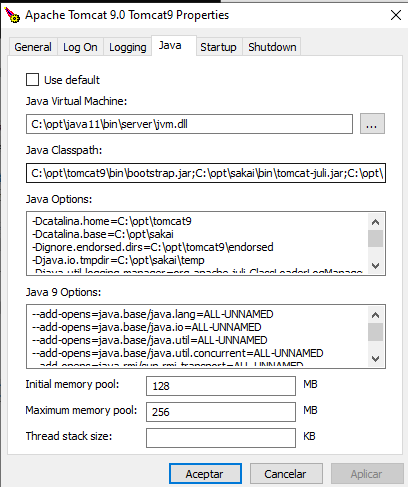 Apache Tomcat 9.0 Tomcat9 Properties
General Log On Logging Java Startup Shutdown
Use default
Java Virtual Machine:
C:\opt\java11\bin\server\jvm.dll
...
Java Classpath:
C:\opt\tomcat9\bin\bootstrap.jar;C:\opt\sakai\bin\tomcat-juli.jar;C:\opt\
Java Options:
-Dcatalina.home=C:\opt\tomcat9
-Dcatalina.base=C:\opt\sakai
-Dignore.endorsed.dirs=C:\opt\tomcat9\endorsed
-Djava.io.tmpdir=C:\opt\sakai\temp
-Djava.util.logging.manager=org.apache.juli.ClassLoaderLogManage
Java 9 Options:
--add-opens=java.base/java.lang=ALL-UNNAMED
--add-opens=java.base/java.io=ALL-UNNAMED
--add-opens=java.base/java.util=ALL-UNNAMED
--add-opens=java.base/java.util.concurrent=ALL-UNNAMED
--add-opens=java.rmi/sun.rmi.transport=ALL-UNNAMED
Initial memory pool: 128 MB
Maximum memory pool: 256 MB
Thread stack size: KB
Aceptar Cancelar Aplicar